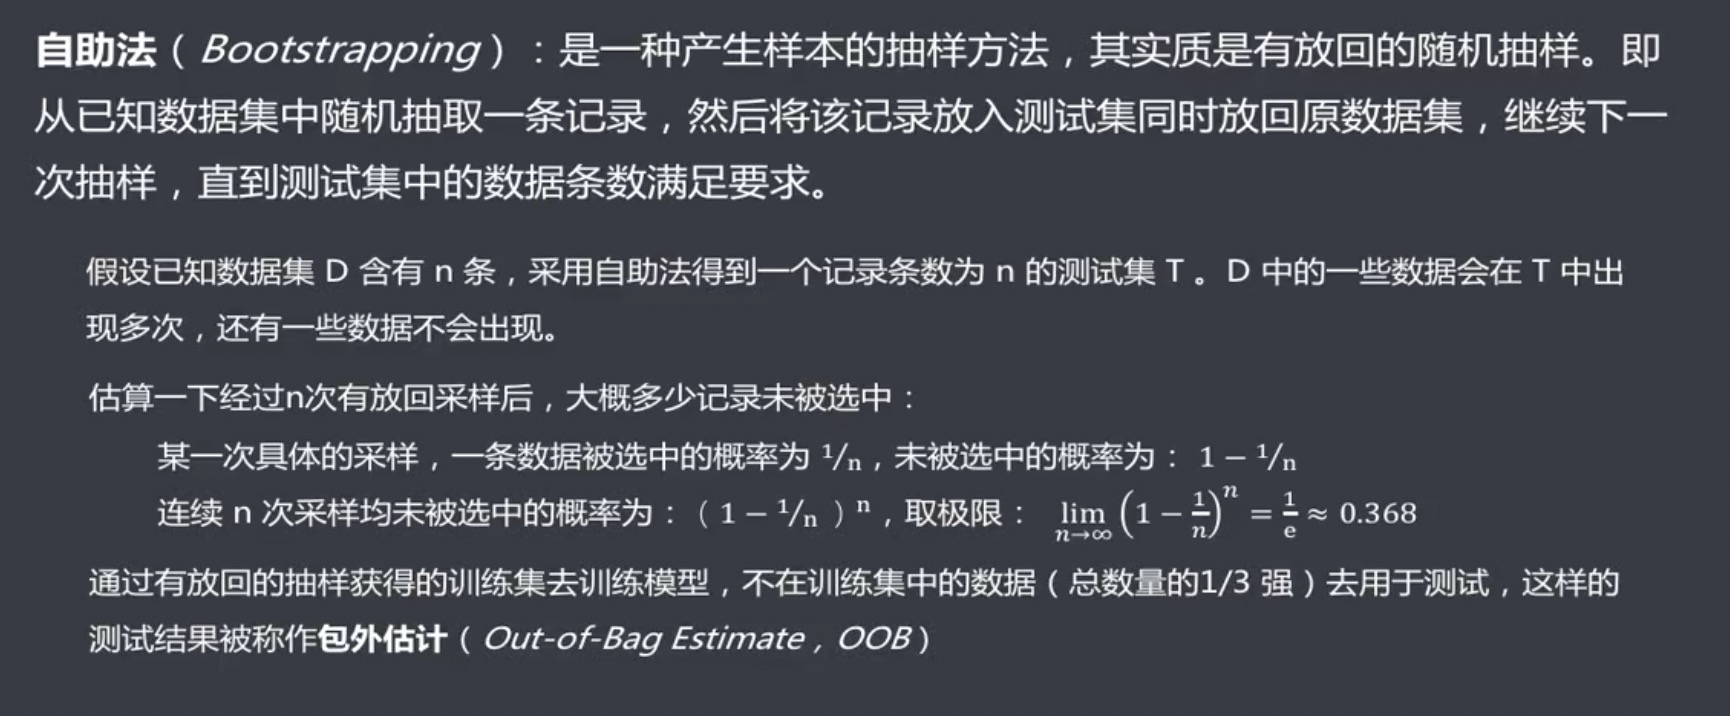 自助法（Bootstrapping）：是一种产生样本的抽样方法，其实质是有放回的随机抽样。即
从已知数据集中随机抽取一条记录，然后将该记录放入测试集同时放回原数据集，继续下一
次抽样，直到测试集中的数据条数满足要求。
假设已知数据集 D 含有 n 条，采用自助法得到一个记录条数为 n 的测试集 T 。D 中的一些数据会在 T 中出
现多次，还有一些数据不会出现。
估算一下经过n次有放回采样后，大概多少记录未被选中：
某一次具体的采样，一条数据被选中的概率为 ¹/n，未被选中的概率为： 1 − ¹/n
连续 n 次采样均未被选中的概率为：（ 1 − ¹/n ）ⁿ，取极限： lim n→∞ (1 − 1/n)ⁿ = 1/e ≈ 0.368
通过有放回的抽样获得的训练集去训练模型，不在训练集中的数据（总数量的1/3 强）去用于测试，这样的
测试结果被称作包外估计（Out-of-Bag Estimate，OOB）